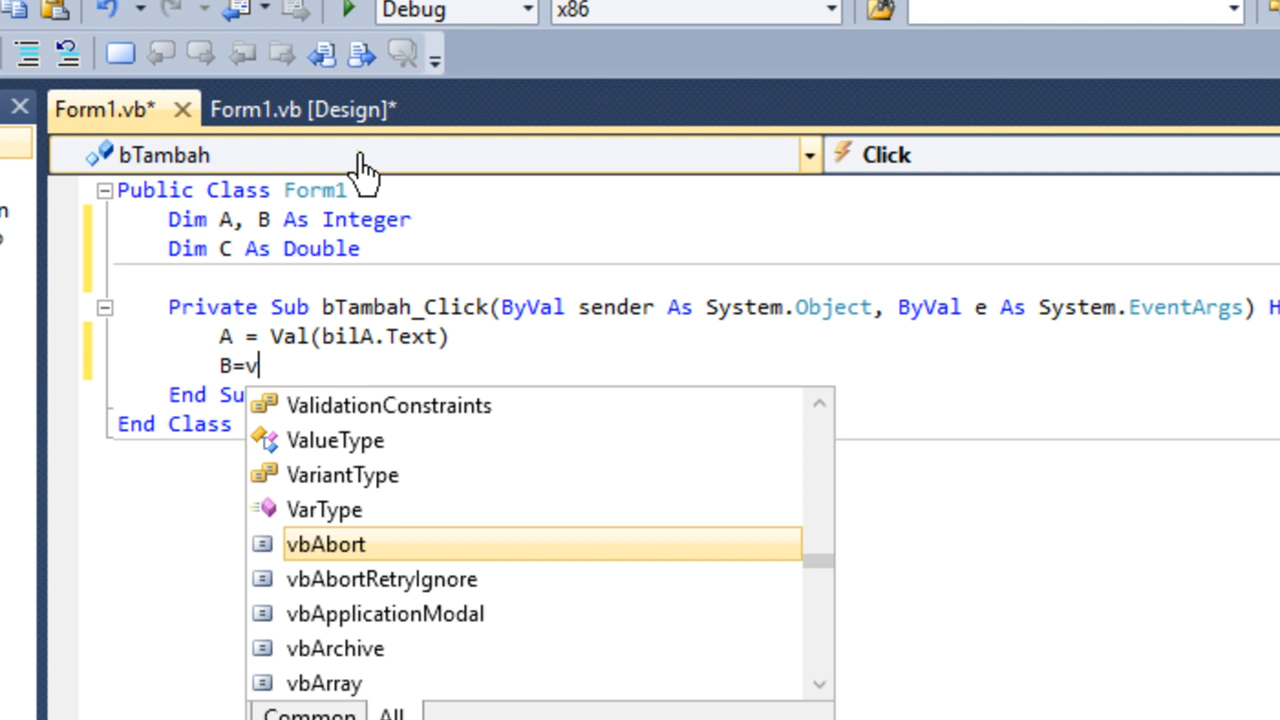 Debug x86
Form1.vb* Form1.vb [Design]*
bTambah Click
Public Class Form1
Dim A, B As Integer
Dim C As Double
Private Sub bTambah_Click(ByVal sender As System.Object, ByVal e As System.EventArgs) H
A = Val(bilA.Text)
B=v
End Su
End Class
ValidationConstraints
ValueType
VariantType
VarType
vbAbort
vbAbortRetryIgnore
vbApplicationModal
vbArchive
vbArray
Common All